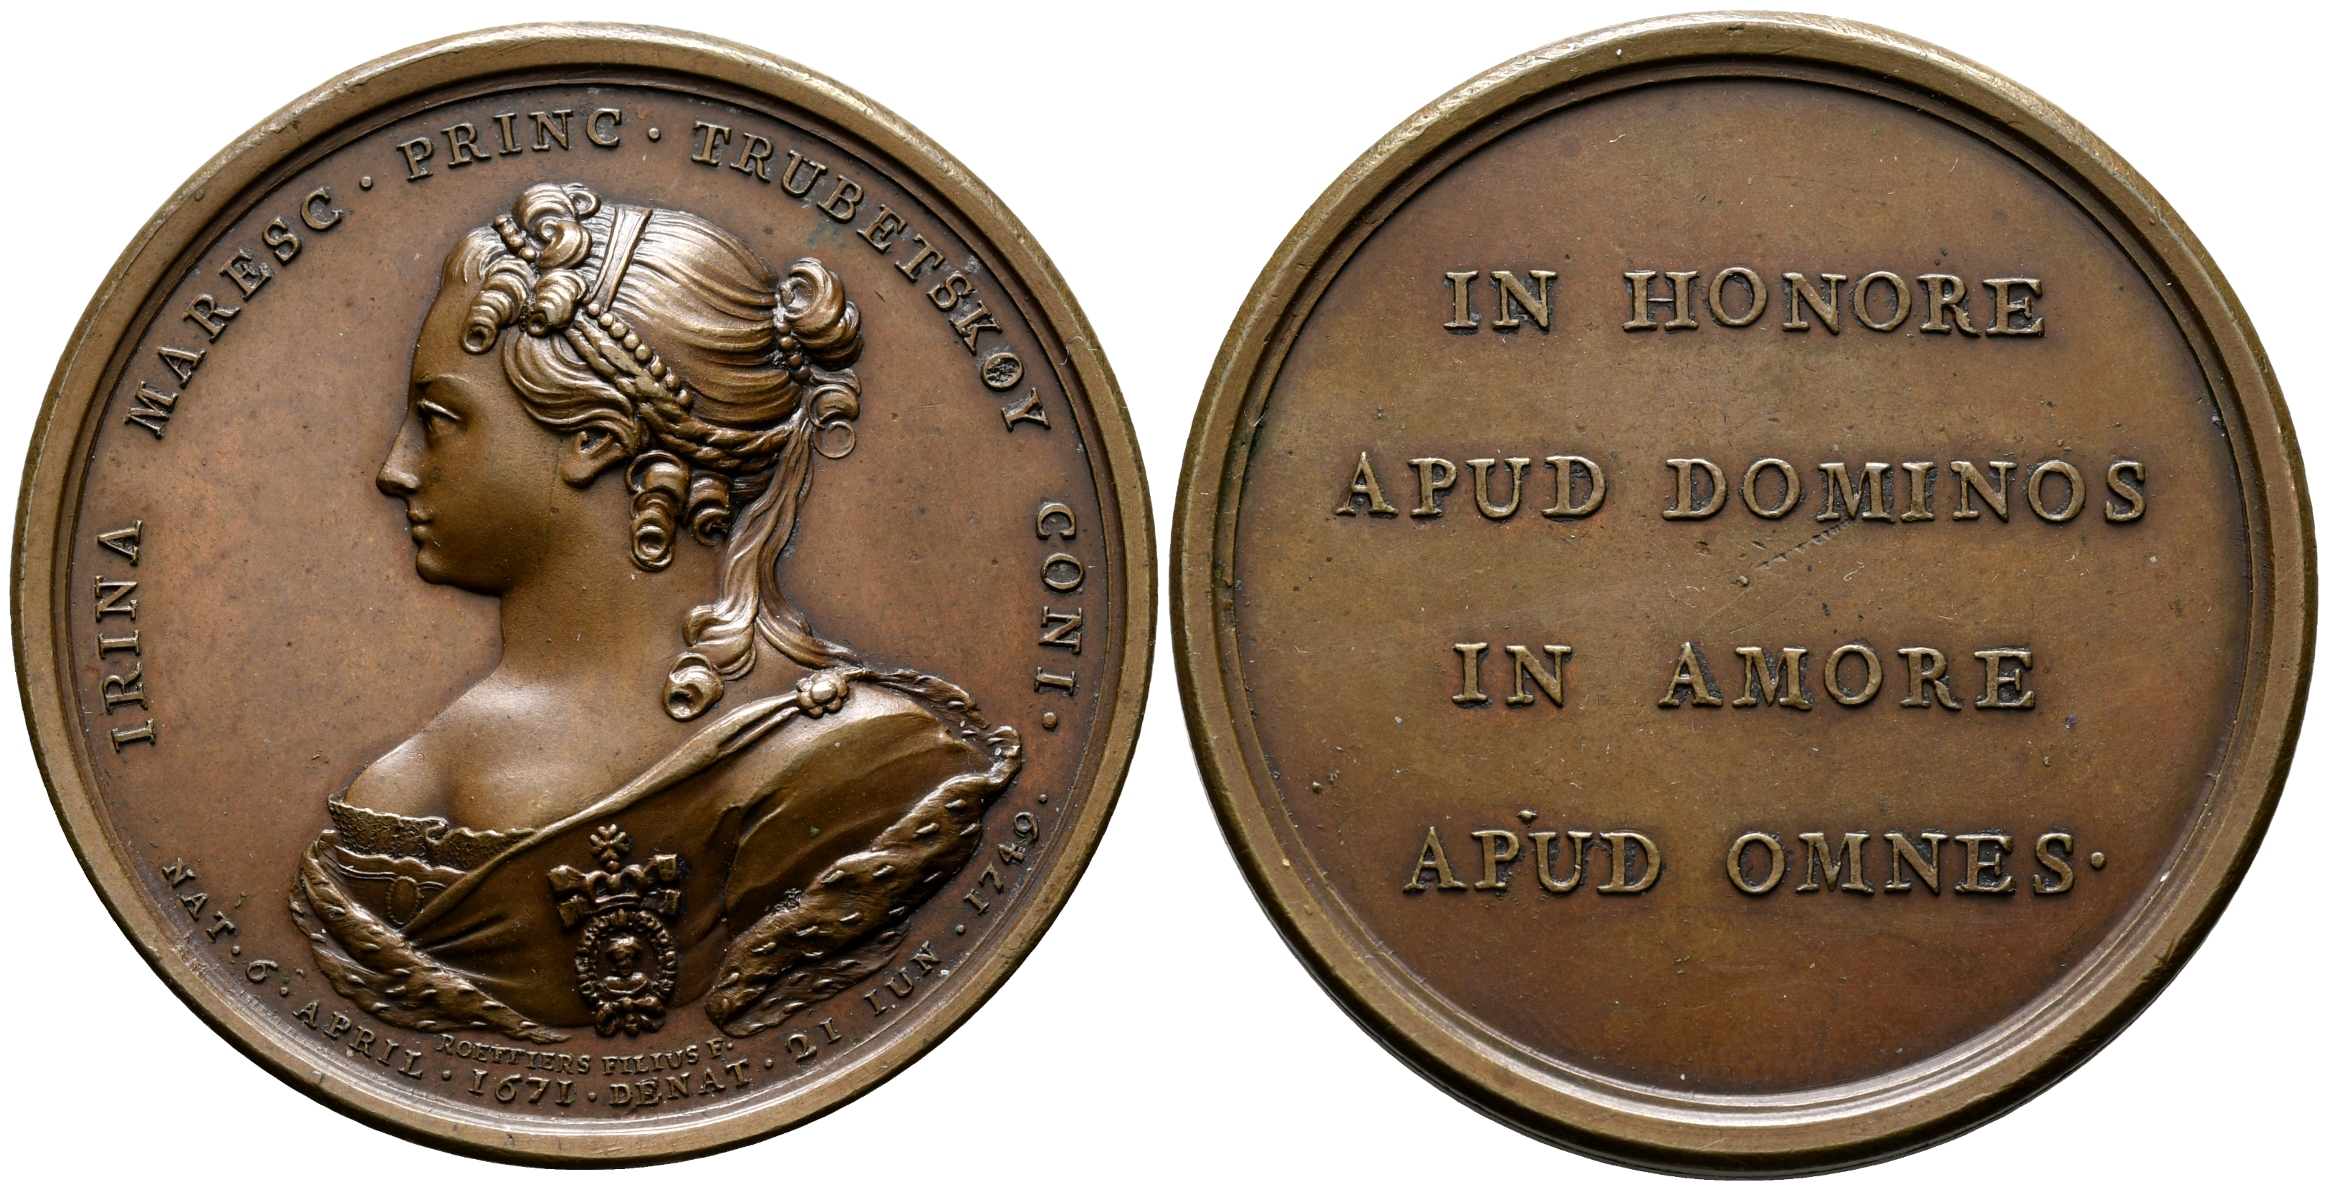 IRINA MARESC · PRINC · TRUBETSKOY CONI ·
NAT · 6 · APRIL · 1671 · DENAT · 21 IUN · 1749 ·
ROETTIERS FILIUS F.
IN HONORE
APUD DOMINOS
IN AMORE
APUD OMNES ·